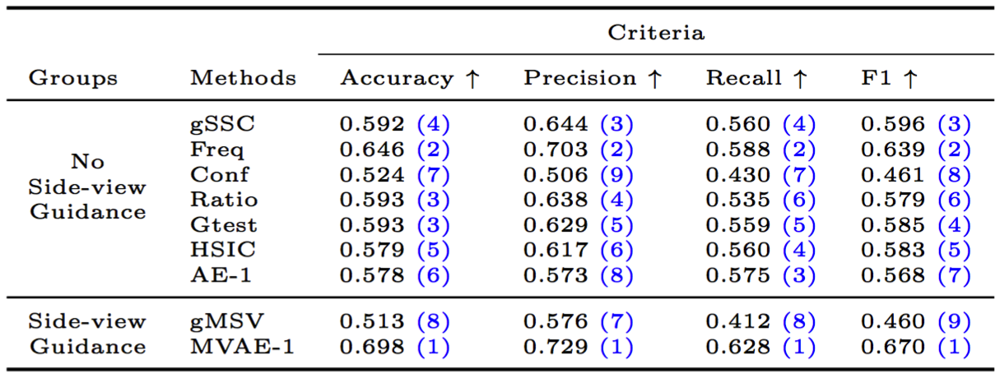 Criteria
Groups Methods Accuracy ↑ Precision ↑ Recall ↑ F1 ↑
No
Side-view
Guidance
gSSC 0.592 (4) 0.644 (3) 0.560 (4) 0.596 (3)
Freq 0.646 (2) 0.703 (2) 0.588 (2) 0.639 (2)
Conf 0.524 (7) 0.506 (9) 0.430 (7) 0.461 (8)
Ratio 0.593 (3) 0.638 (4) 0.535 (6) 0.579 (6)
Gtest 0.593 (3) 0.629 (5) 0.559 (5) 0.585 (4)
HSIC 0.579 (5) 0.617 (6) 0.560 (4) 0.583 (5)
AE-1 0.578 (6) 0.573 (8) 0.575 (3) 0.568 (7)
Side-view gMSV 0.513 (8) 0.576 (7) 0.412 (8) 0.460 (9)
Guidance MVAE-1 0.698 (1) 0.729 (1) 0.628 (1) 0.670 (1)